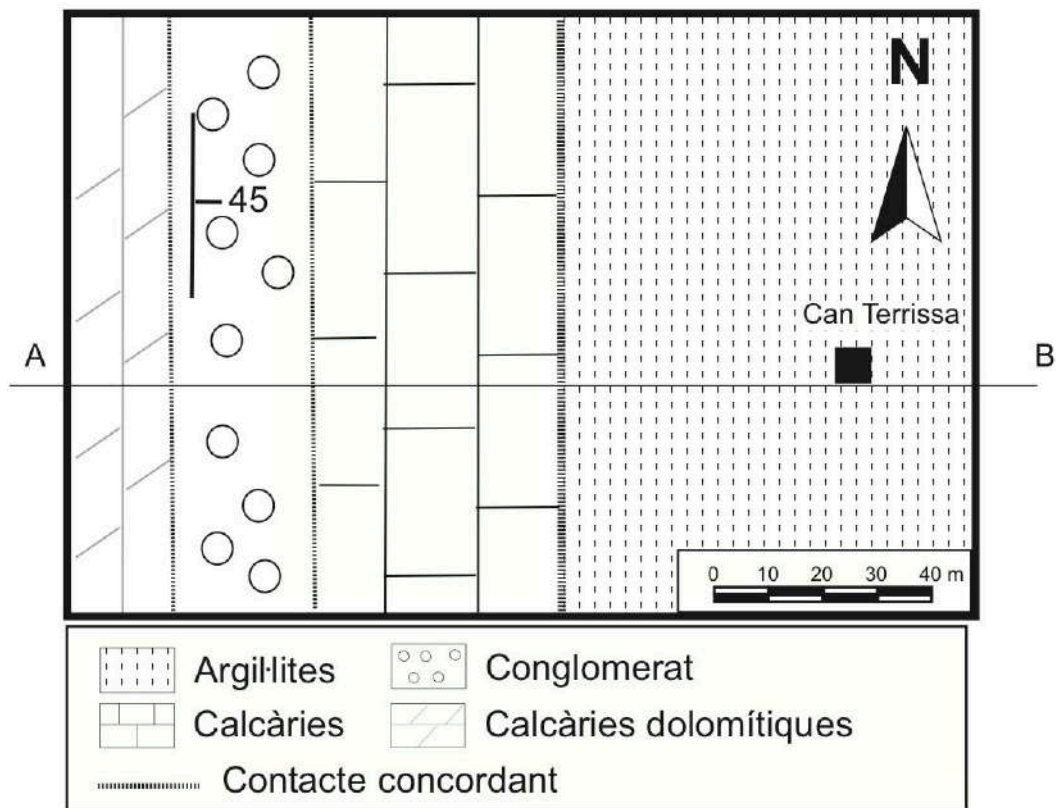 N
45
Can Terrissa
A
B
0 10 20 30 40 m
Argil·lites
Conglomerat
Calcàries
Calcàries dolomítiques
Contacte concordant